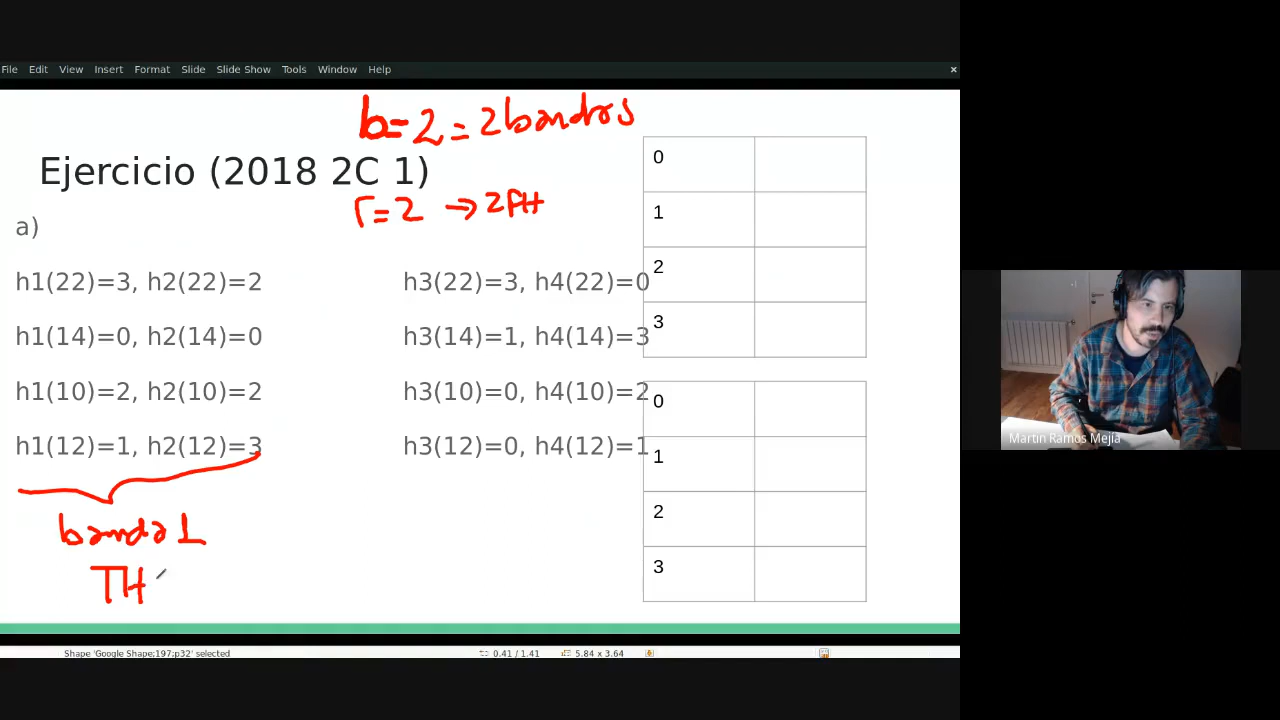 File Edit View Insert Format Slide Slide Show Tools Window Help ×
b=2=2bandas
Ejercicio (2018 2C 1)
r=2 → 2FH
a)
h1(22)=3, h2(22)=2 h3(22)=3, h4(22)=0
h1(14)=0, h2(14)=0 h3(14)=1, h4(14)=3
h1(10)=2, h2(10)=2 h3(10)=0, h4(10)=2
h1(12)=1, h2(12)=3 h3(12)=0, h4(12)=1
banda 1
TH
0
1
2
3
0
1
2
3
Martin Ramos Mejía
Shape 'Google Shape;197;p32' selected 0.41 / 1.41 5.84 x 3.64